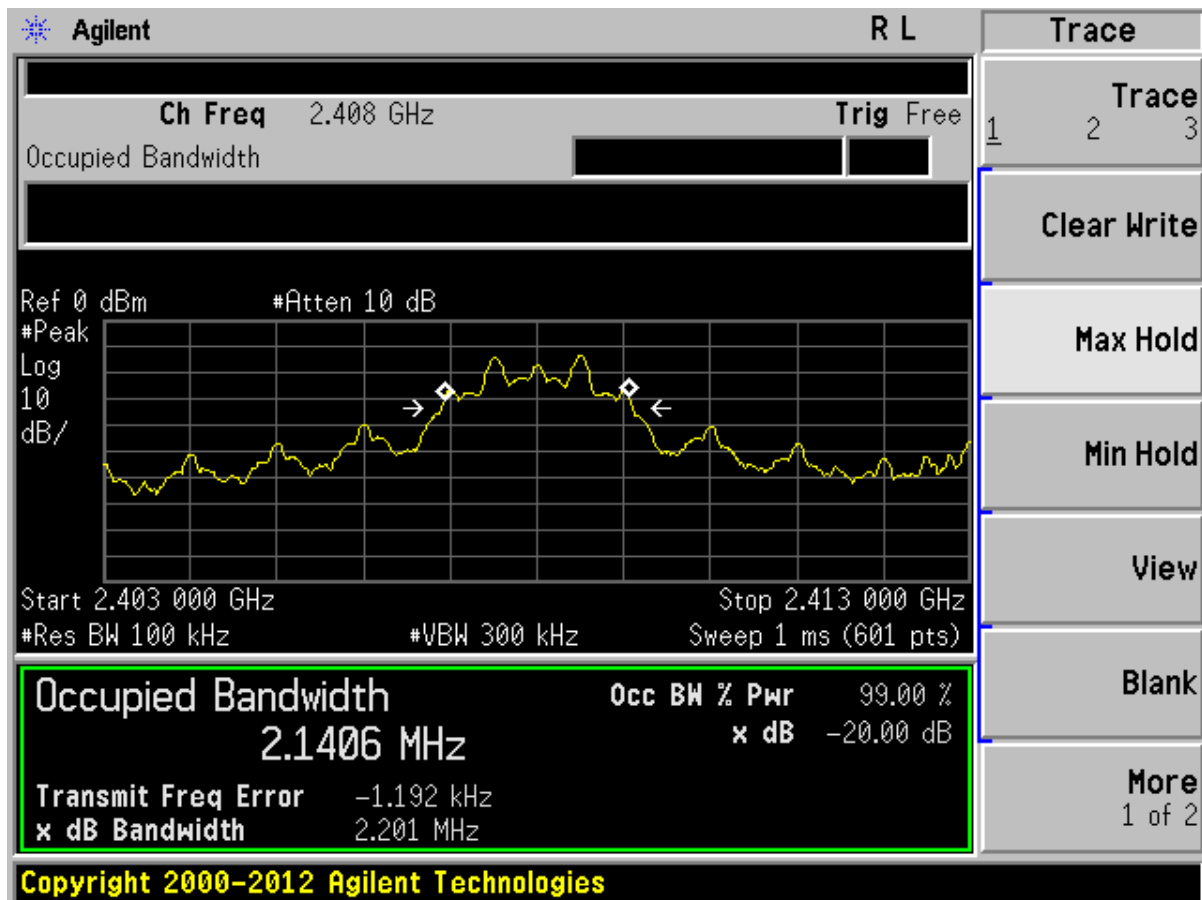 Agilent R L Trace
Ch Freq 2.408 GHz Trig Free
Occupied Bandwidth
Trace
1 2 3
Clear Write
Ref 0 dBm #Atten 10 dB
#Peak
Log
10
dB/
Max Hold
Min Hold
View
Start 2.403 000 GHz Stop 2.413 000 GHz
#Res BW 100 kHz #VBW 300 kHz Sweep 1 ms (601 pts)
Occupied Bandwidth Occ BW % Pwr 99.00 %
2.1406 MHz x dB -20.00 dB
Transmit Freq Error -1.192 kHz
x dB Bandwidth 2.201 MHz
Blank
More
1 of 2
Copyright 2000-2012 Agilent Technologies